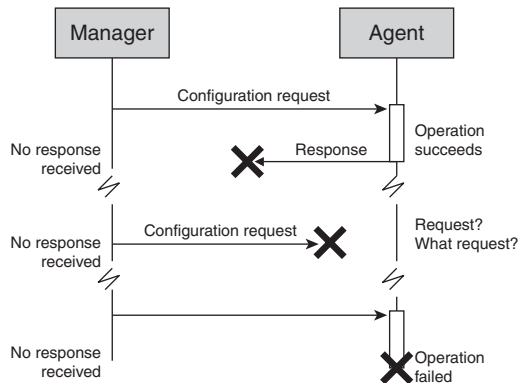 Manager
Agent
Configuration request
Operation
succeeds
Response
No response
received
Configuration request
Request?
What request?
No response
received
No response
received
Operation
failed